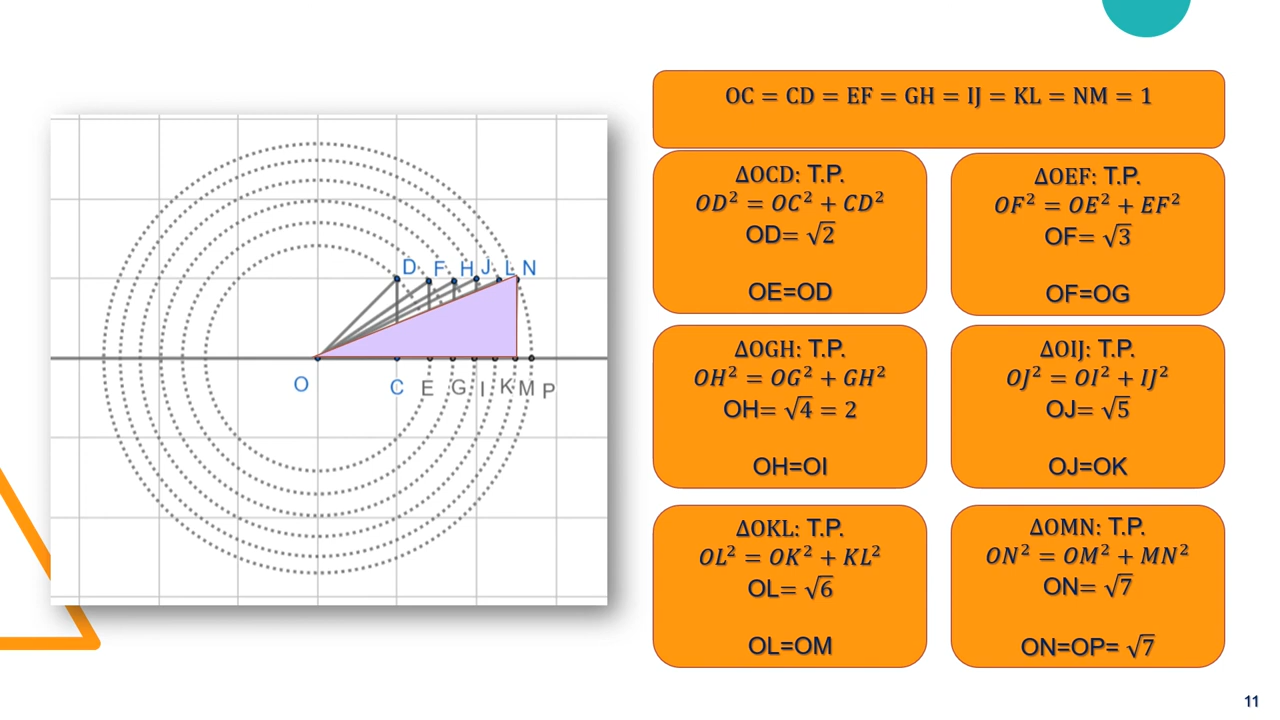 OC = CD = EF = GH = IJ = KL = NM = 1
ΔOCD: T.P.
OD² = OC² + CD²
OD= √2
OE=OD
ΔOEF: T.P.
OF² = OE² + EF²
OF= √3
OF=OG
ΔOGH: T.P.
OH² = OG² + GH²
OH= √4 = 2
OH=OI
ΔOIJ: T.P.
OJ² = OI² + IJ²
OJ= √5
OJ=OK
ΔOKL: T.P.
OL² = OK² + KL²
OL= √6
OL=OM
ΔOMN: T.P.
ON² = OM² + MN²
ON= √7
ON=OP= √7
D F H J L N
O C E G I K M P
11